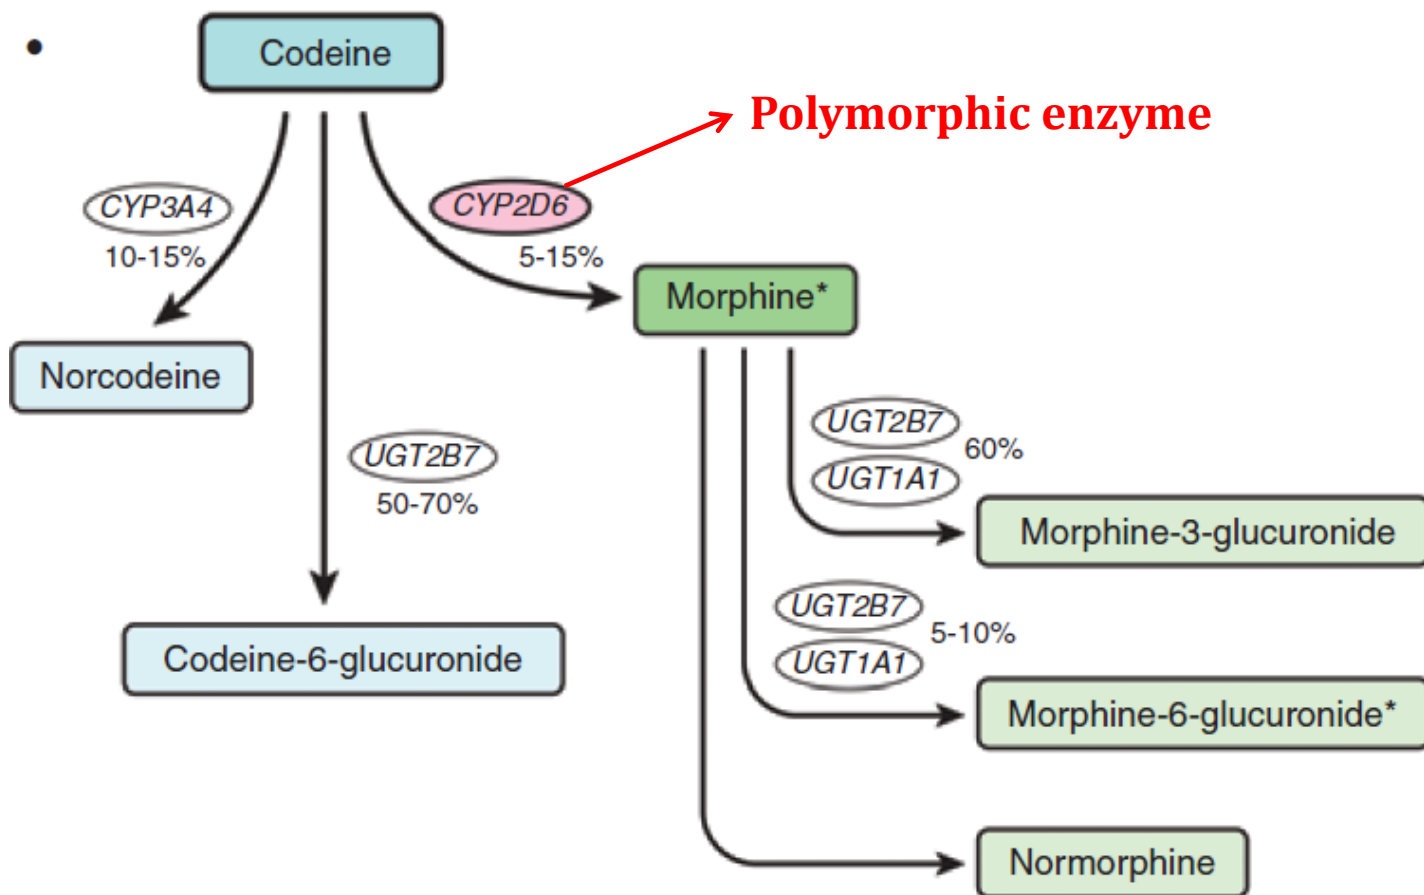 • Codeine
Polymorphic enzyme
CYP3A4
10-15%
CYP2D6
5-15%
Morphine*
Norcodeine
UGT2B7
50-70%
UGT2B7
UGT1A1
60%
Morphine-3-glucuronide
Codeine-6-glucuronide
UGT2B7
UGT1A1
5-10%
Morphine-6-glucuronide*
Normorphine